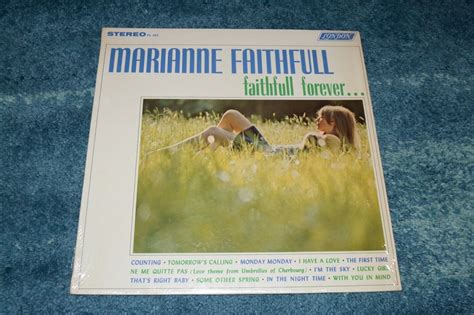 STEREO
LONDON
MARIANNE FAITHFULL
faithfull forever...
COUNTING • TOMORROW'S CALLING • MONDAY MONDAY • I HAVE A LOVE • THE FIRST TIME
NE ME QUITTE PAS (Love theme from Umbrellas of Cherbourg) • I'M THE SKY • LUCKY GIRL
THAT'S RIGHT BABY • SOME OTHER SPRING • IN THE NIGHT TIME • WITH YOU IN MIND